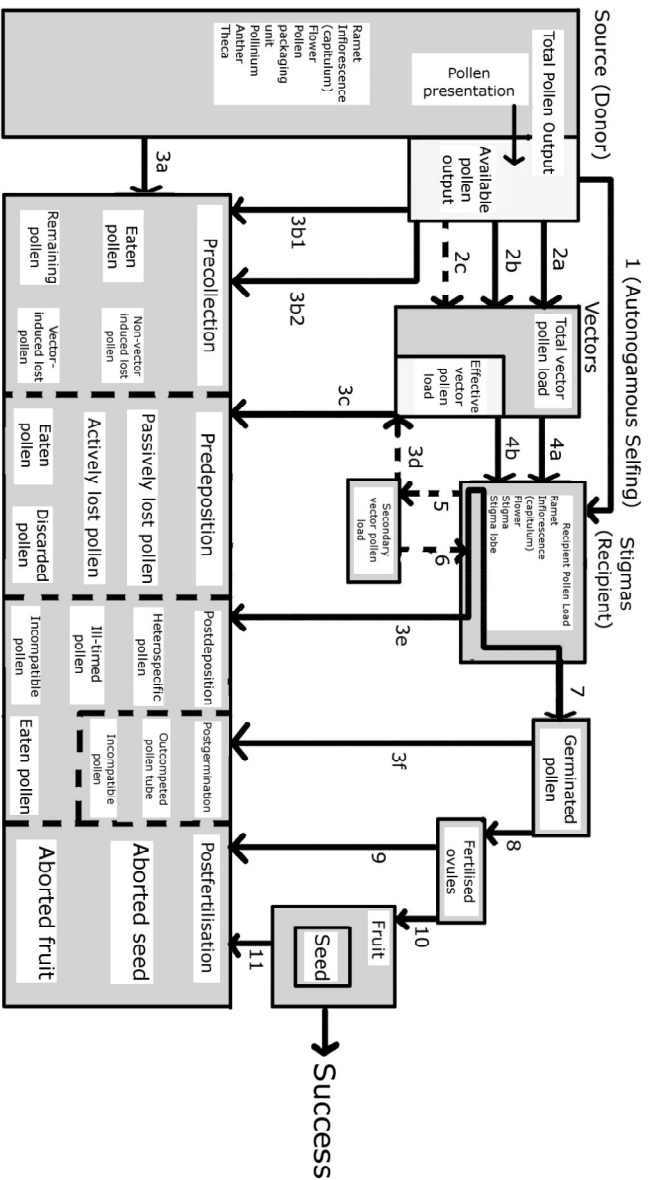 Source (Donor)
1 (Autonogamous Selfing)
Stigmas
(Recipient)
Total Pollen Output
Pollen
presentation
Ramet
Inflorescence
(capitulum)
Flower
Pollen
packaging
unit
Pollinium
Anther
Theca
Available
pollen
output
2a
2b
2c
Vectors
Total vector
pollen load
Effective
vector
pollen
load
4a
4b
Recipient Pollen Load
Ramet
Inflorescence
(capitulum)
Flower
Stigma
Stigma lobe
3d
5
6
Secondary
vector pollen
load
7
Germinated
pollen
8
Fertilised
ovules
10
Fruit
Seed
Success
3a
3b1
3b2
3c
3e
3f
9
11
Precollection
Eaten
pollen
Non-vector
induced lost
pollen
Remaining
pollen
Vector-
induced lost
pollen
Predeposition
Passively lost pollen
Actively lost pollen
Eaten
pollen
Discarded
pollen
Postdeposition
Heterospecific
pollen
Ill-timed
pollen
Incompatible
pollen
Postgermination
Outcompeted
pollen tube
Incompatible
pollen
Eaten pollen
Postfertilisation
Aborted seed
Aborted fruit